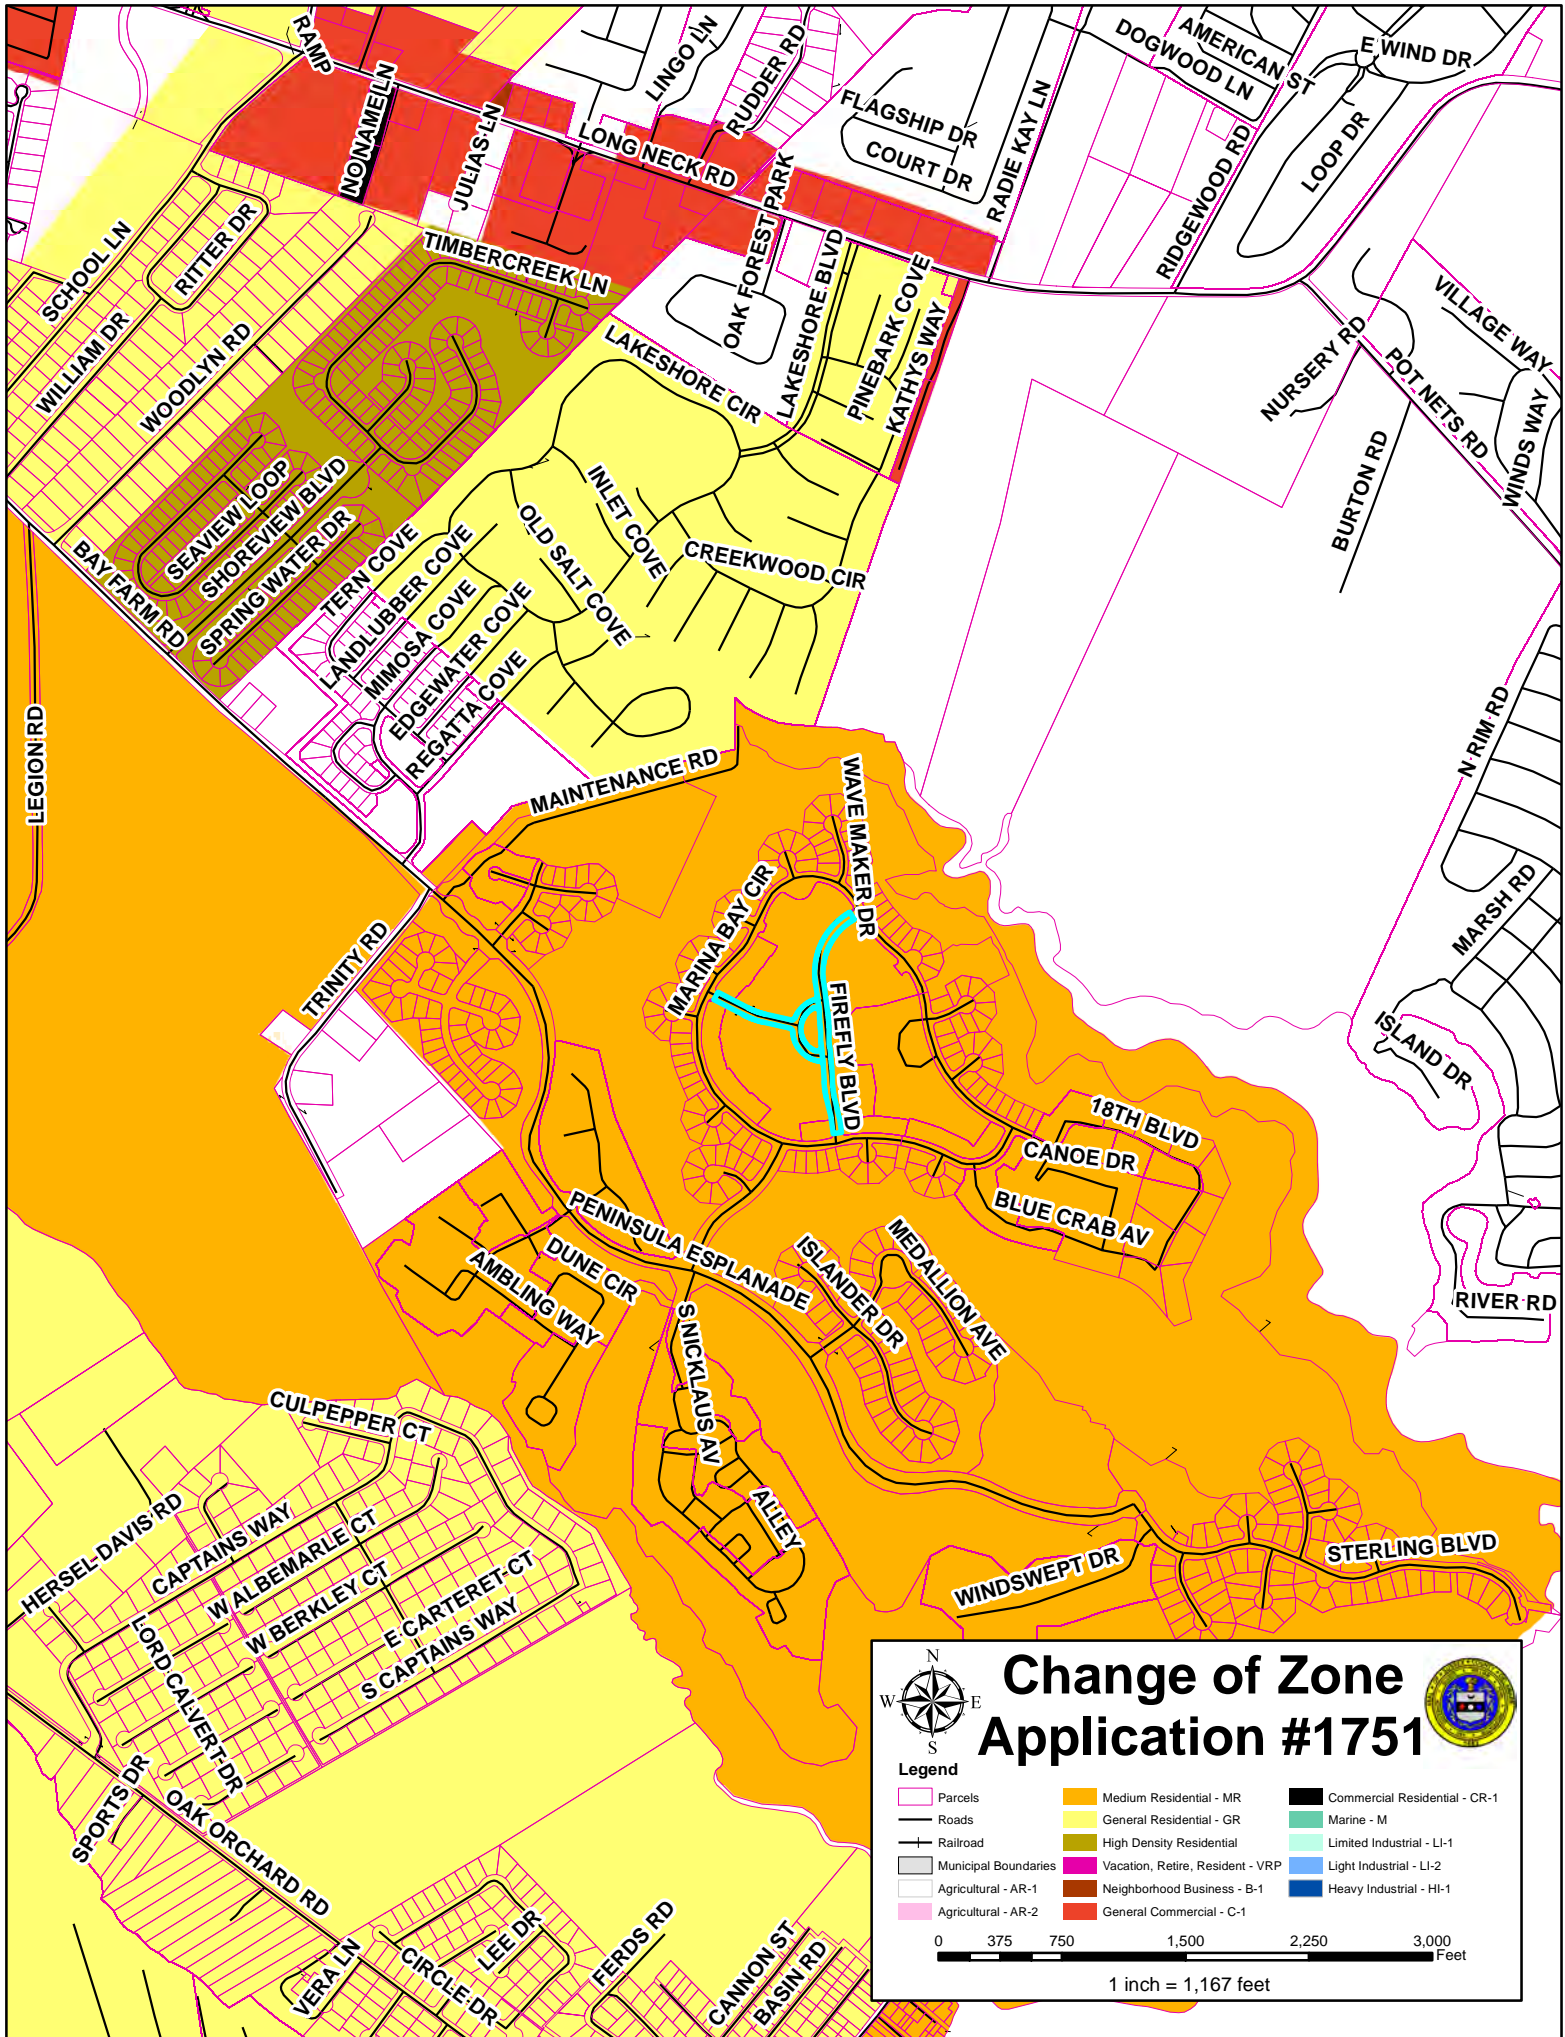 RAMP
LINGO LN
RUDDER RD
AMERICAN ST
DOGWOOD LN
E WIND DR
NO NAME LN
JULIAS LN
LONG NECK RD
FLAGSHIP DR
COURT DR
RADIE KAY LN
RIDGEWOOD RD
LOOP DR
SCHOOL LN
RITTER DR
TIMBERCREEK LN
OAK FOREST PARK
LAKESHORE BLVD
PINEBARK COVE
KATHYS WAY
WILLIAM DR
WOODLYN RD
LAKESHORE CIR
NURSERY RD
POT NETS RD
VILLAGE WAY
WINDS WAY
BURTON RD
SEAVIEW LOOP
SHOREVIEW BLVD
SPRING WATER DR
BAY FARM RD
TERN COVE
LANDLUBBER COVE
MIMOSA COVE
EDGEWATER COVE
REGATTA COVE
OLD SALT COVE
INLET COVE
CREEKWOOD CIR
LEGION RD
MAINTENANCE RD
WAVE MAKER DR
N RIM RD
MARSH RD
TRINITY RD
MARINA BAY CIR
FIREFLY BLVD
ISLAND DR
18TH BLVD
CANOE DR
BLUE CRAB AV
PENINSULA ESPLANADE
DUNE CIR
AMBLING WAY
ISLANDER DR
MEDALLION AVE
RIVER RD
S NICKLAUS AV
ALLEY
CULPEPPER CT
HERSEL DAVIS RD
CAPTAINS WAY
W ALBEMARLE CT
W BERKLEY CT
E CARTERET CT
S CAPTAINS WAY
LORD CALVERT DR
WINDSWEPT DR
STERLING BLVD
SPORTS DR
OAK ORCHARD RD
VERA LN
CIRCLE DR
LEE DR
FERDS RD
CANNON ST
BASIN RD
N
W E
S
Change of Zone
Application #1751
Legend
Parcels
Roads
Railroad
Municipal Boundaries
Agricultural - AR-1
Agricultural - AR-2
Medium Residential - MR
General Residential - GR
High Density Residential
Vacation, Retire, Resident - VRP
Neighborhood Business - B-1
General Commercial - C-1
Commercial Residential - CR-1
Marine - M
Limited Industrial - LI-1
Light Industrial - LI-2
Heavy Industrial - HI-1
0 375 750 1,500 2,250 3,000
Feet
1 inch = 1,167 feet